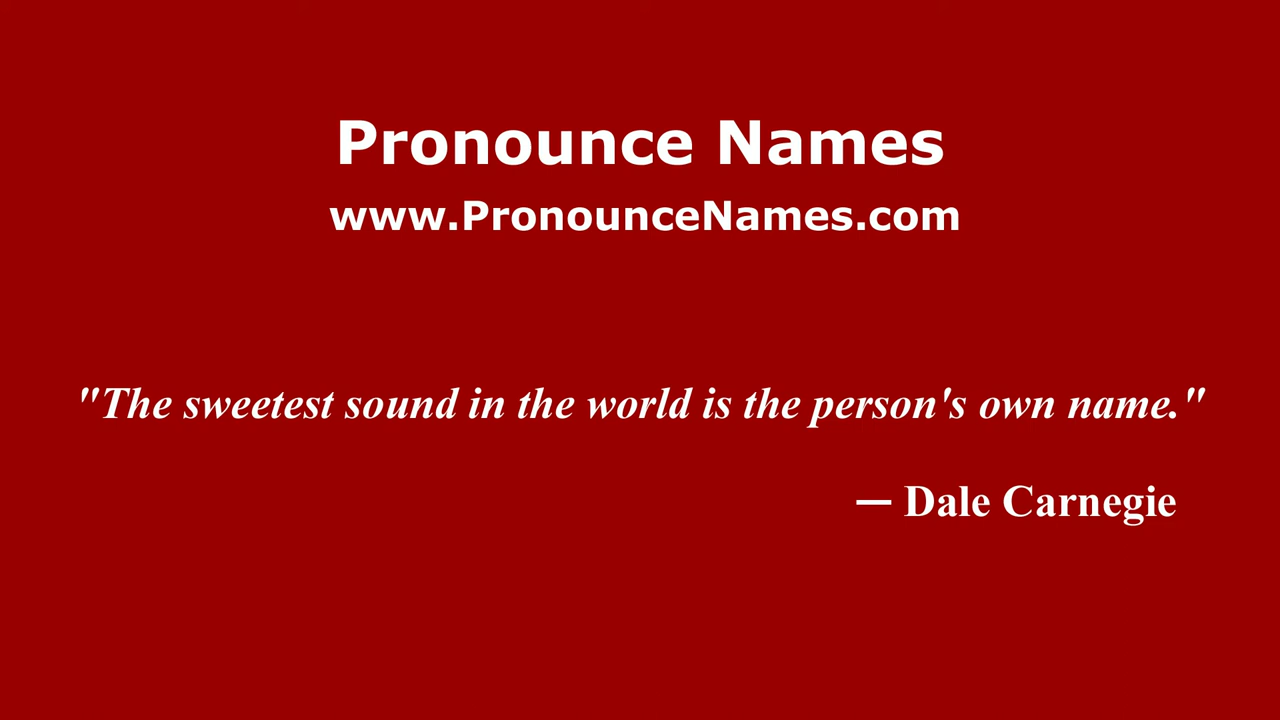 Pronounce Names
www.PronounceNames.com
"The sweetest sound in the world is the person's own name."
— Dale Carnegie